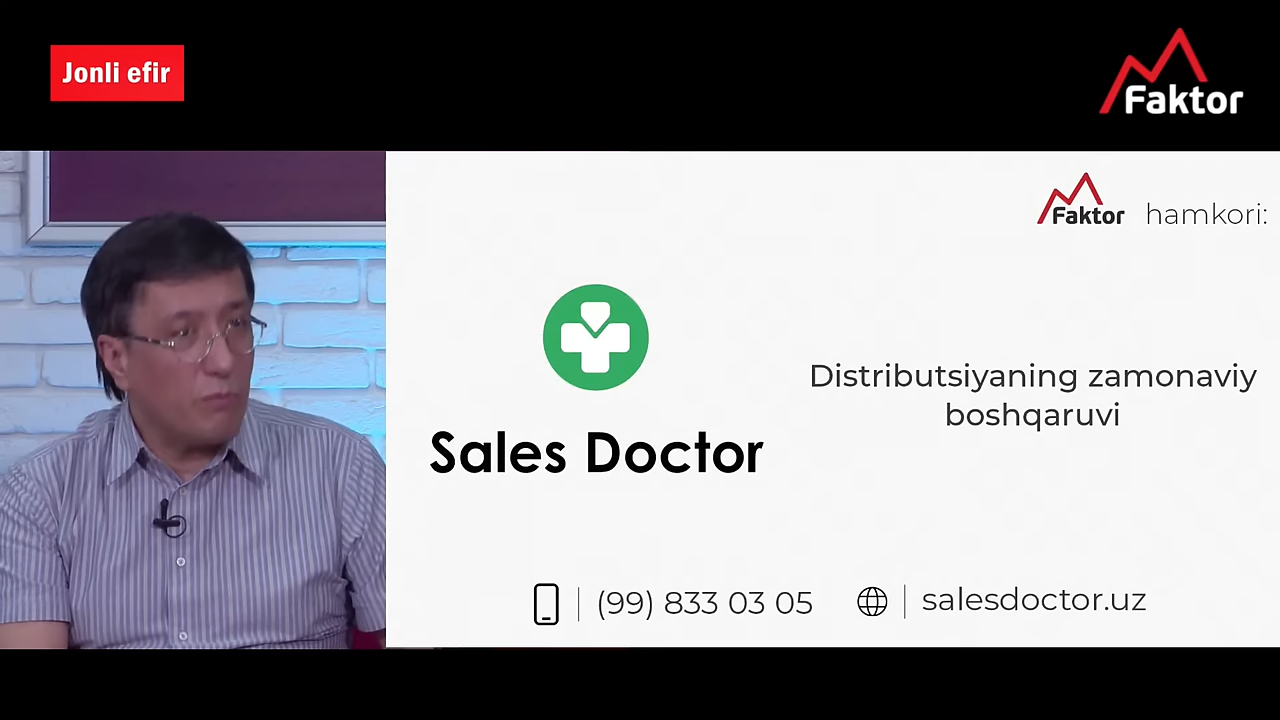 Jonli efir
Faktor
Faktor hamkori:
Distributsiyaning zamonaviy
boshqaruvi
Sales Doctor
(99) 833 03 05
salesdoctor.uz